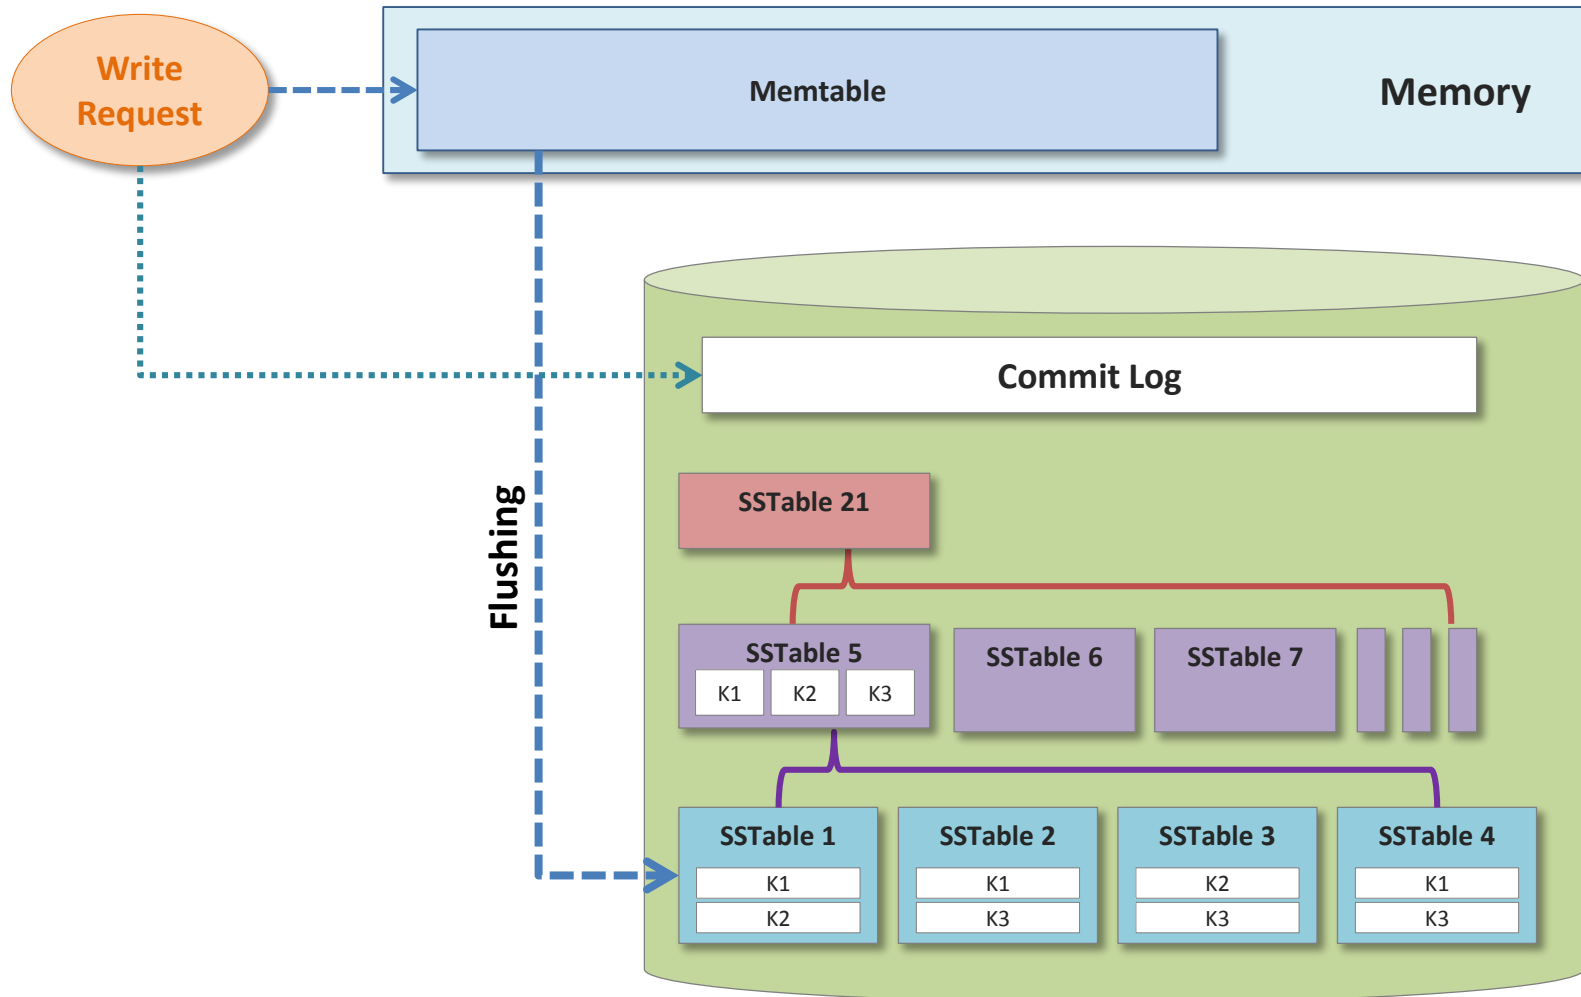 Write
Request
Memtable
Memory
Commit Log
Flushing
SSTable 21
SSTable 5
K1 K2 K3
SSTable 6
SSTable 7
SSTable 1
K1
K2
SSTable 2
K1
K3
SSTable 3
K2
K3
SSTable 4
K1
K3